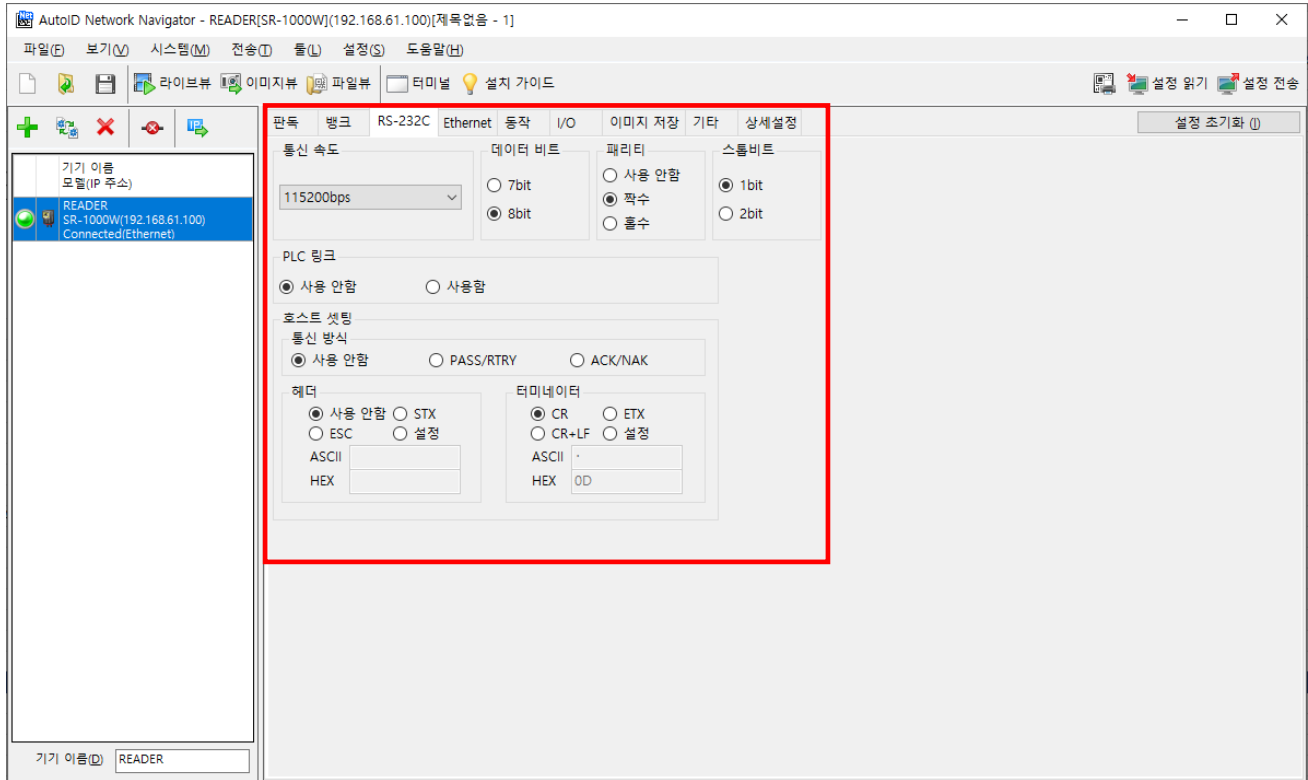 AutoID Network Navigator - READER[SR-1000W](192.168.61.100)[제목없음 - 1]
파일(F) 보기(V) 시스템(M) 전송(T) 툴(L) 설정(S) 도움말(H)
라이브뷰 이미지뷰 파일뷰 터미널 설치 가이드 설정 읽기 설정 전송
판독 뱅크 RS-232C Ethernet 동작 I/O 이미지 저장 기타 상세설정 설정 초기화 (I)
기기 이름
모델(IP 주소)
READER
SR-1000W(192.168.61.100)
Connected(Ethernet)
통신 속도 데이터 비트 패리티 스톱비트
115200bps
7bit
8bit
사용 안함
짝수
홀수
1bit
2bit
PLC 링크
사용 안함 사용함
호스트 셋팅
통신 방식
사용 안함 PASS/RTRY ACK/NAK
헤더
사용 안함 STX
ESC 설정
ASCII
HEX
터미네이터
CR ETX
CR+LF 설정
ASCII ·
HEX 0D
기기 이름(D) READER